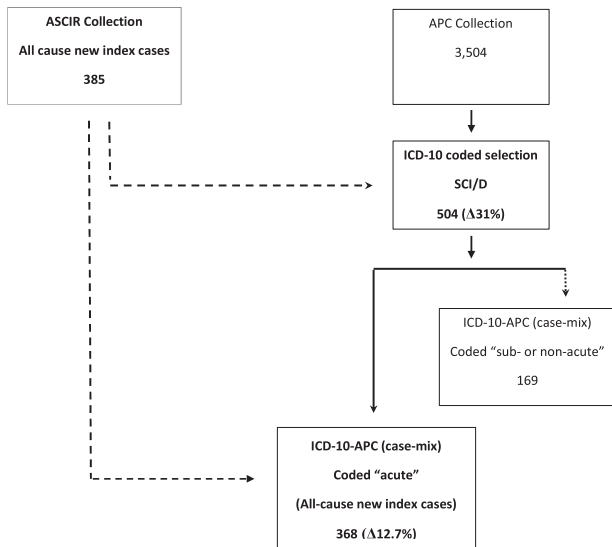 ASCIR Collection
All cause new index cases
385
APC Collection
3,504
ICD-10 coded selection
SCI/D
504 (Δ31%)
ICD-10-APC (case-mix)
Coded “sub- or non-acute”
169
ICD-10-APC (case-mix)
Coded “acute”
(All-cause new index cases)
368 (Δ12.7%)